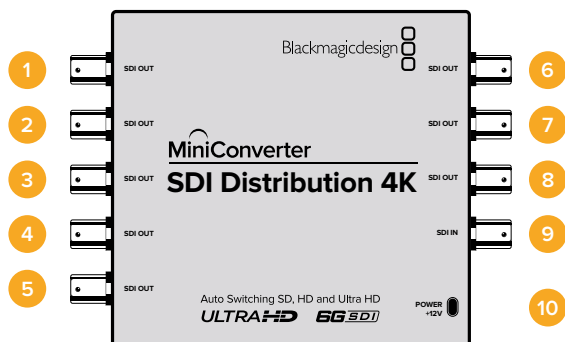 Blackmagicdesign
1 SDI OUT SDI OUT 6
2 SDI OUT SDI OUT 7
MiniConverter
3 SDI OUT SDI Distribution 4K SDI OUT 8
4 SDI OUT SDI IN 9
5 SDI OUT
Auto Switching SD, HD and Ultra HD
POWER
+12V
10
ULTRA HD 6G SDI